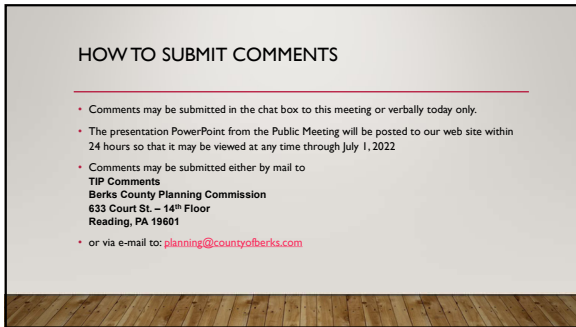 HOW TO SUBMIT COMMENTS
• Comments may be submitted in the chat box to this meeting or verbally today only.
• The presentation PowerPoint from the Public Meeting will be posted to our web site within
24 hours so that it may be viewed at any time through July 1, 2022
• Comments may be submitted either by mail to
TIP Comments
Berks County Planning Commission
633 Court St. – 14th Floor
Reading, PA 19601
• or via e-mail to: planning@countyofberks.com